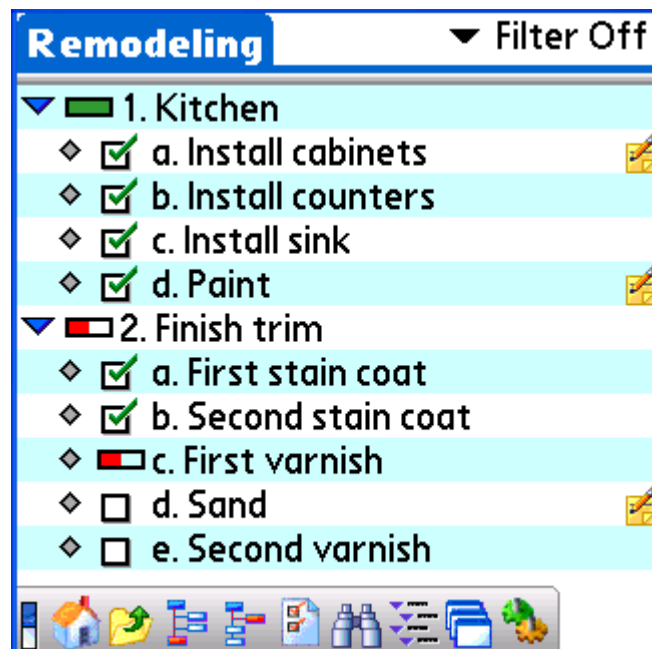 Remodeling
Filter Off
1. Kitchen
a. Install cabinets
b. Install counters
c. Install sink
d. Paint
2. Finish trim
a. First stain coat
b. Second stain coat
c. First varnish
d. Sand
e. Second varnish